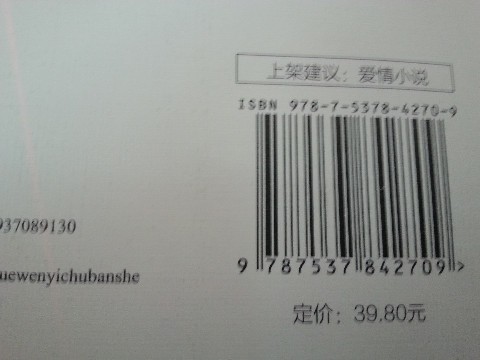 上架建议：爱情小说
ISBN 978-7-5378-4270-9
9 787537 842709 >
937089130
uewenyichubanshe
定价：39.80元